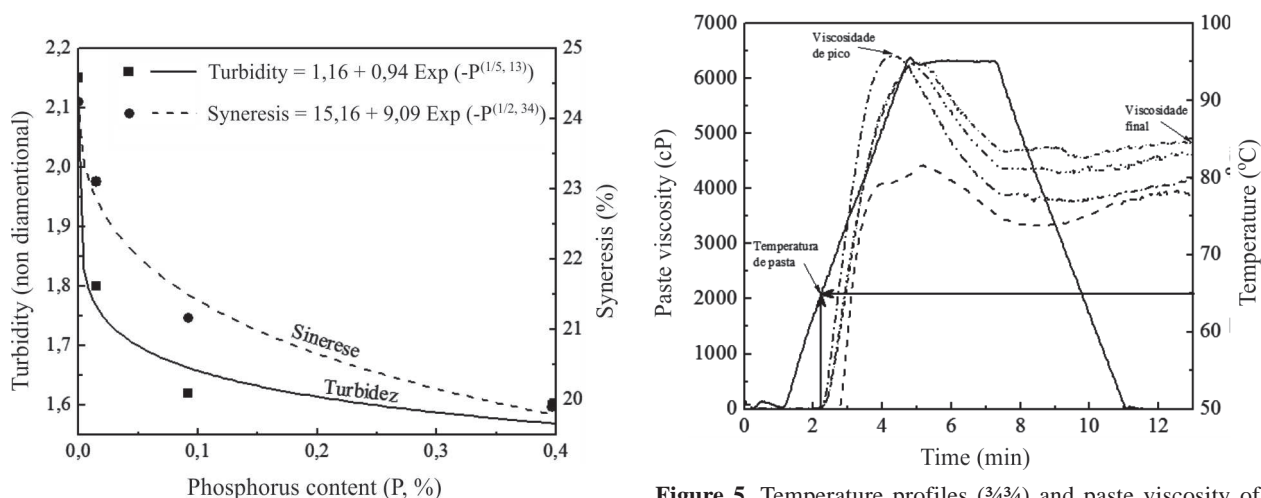 2,2
2,1
2,0
1,9
1,8
1,7
1,6
Turbidity (non diamentional)
Turbidity = 1,16 + 0,94 Exp (-P(1/5, 13))
Syneresis = 15,16 + 9,09 Exp (-P(1/2, 34))
Sinerese
Turbidez
25
24
23
22
21
20
Syneresis (%)
0,0 0,1 0,2 0,3 0,4
Phosphorus content (P, %)
7000
6000
5000
4000
3000
2000
1000
0
Paste viscosity (cP)
Viscosidade
de pico
Viscosidade
final
Temperatura
de pasta
100
90
80
70
60
50
Temperature (°C)
0 2 4 6 8 10 12
Time (min)
Figure 5. Temperature profiles (¾¾) and paste viscosity of